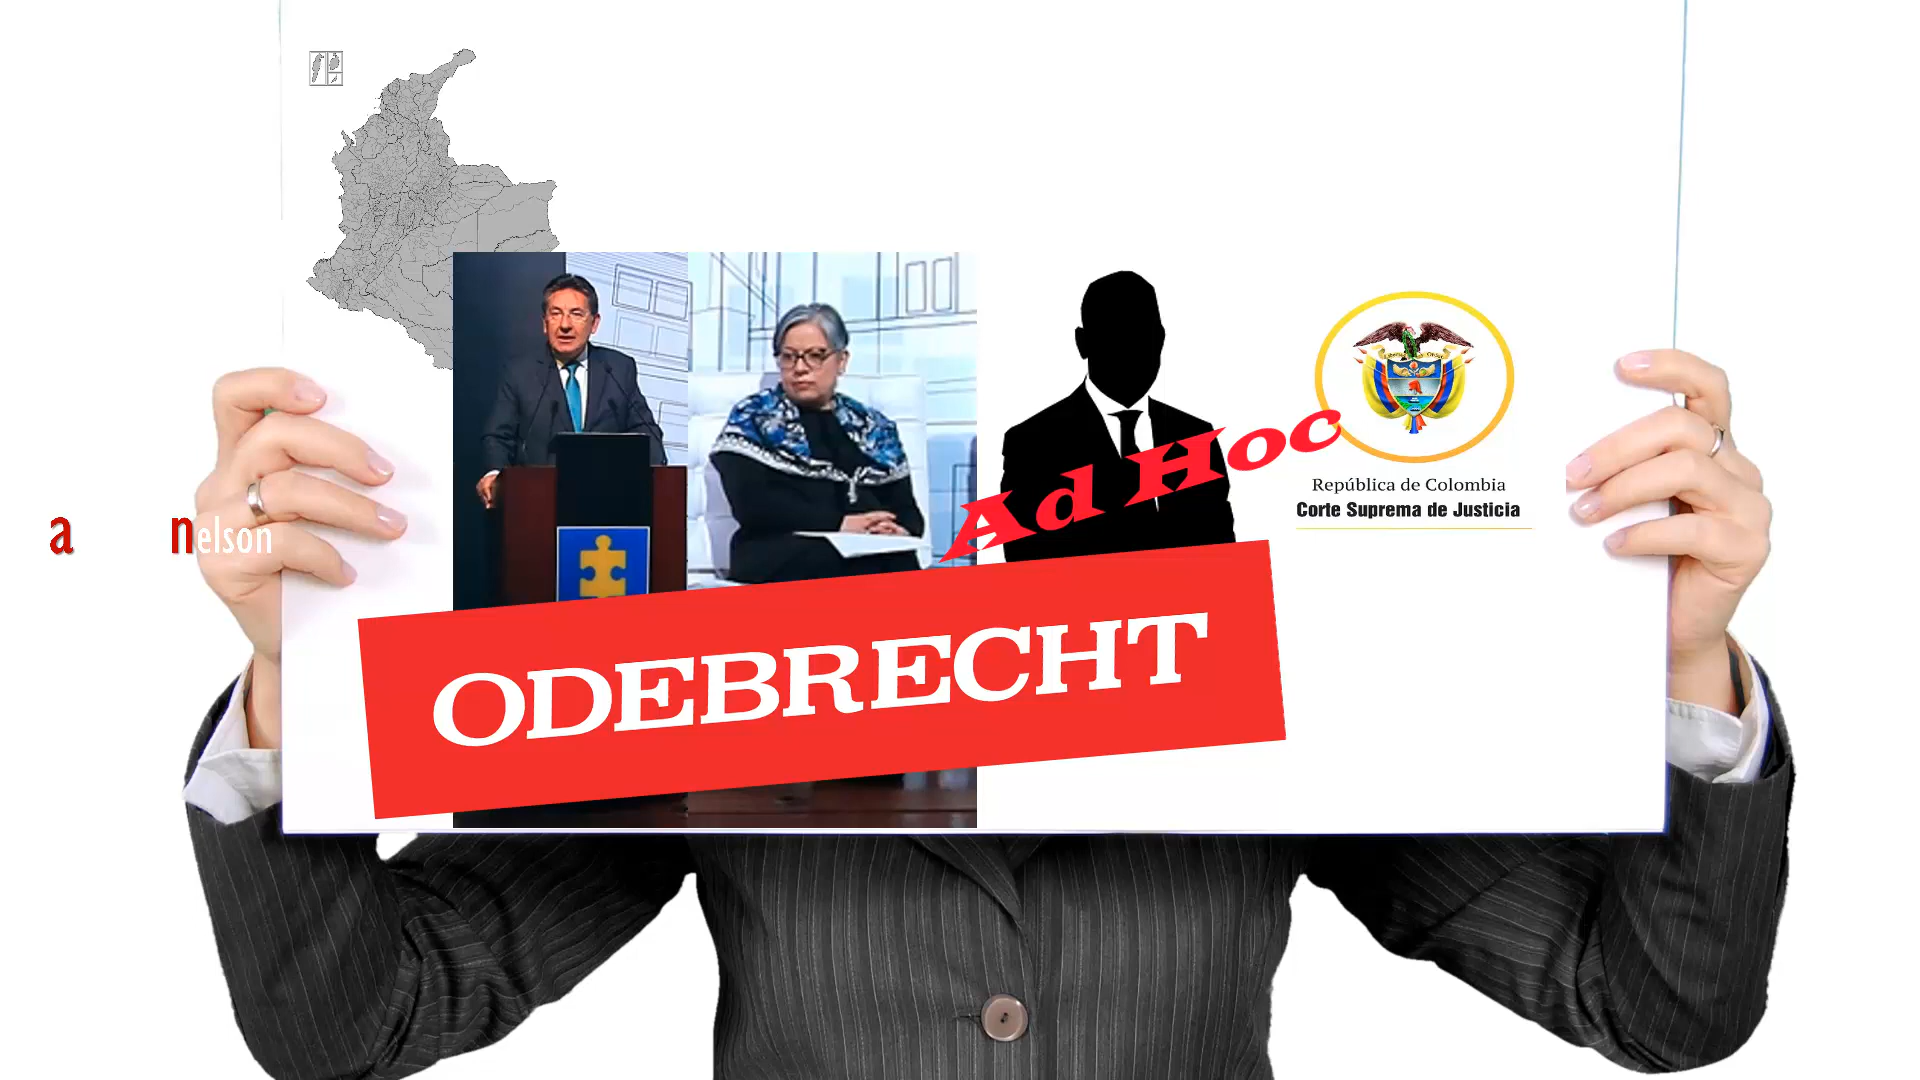 a nelson
Ad Hoc
República de Colombia
Corte Suprema de Justicia
ODEBRECHT